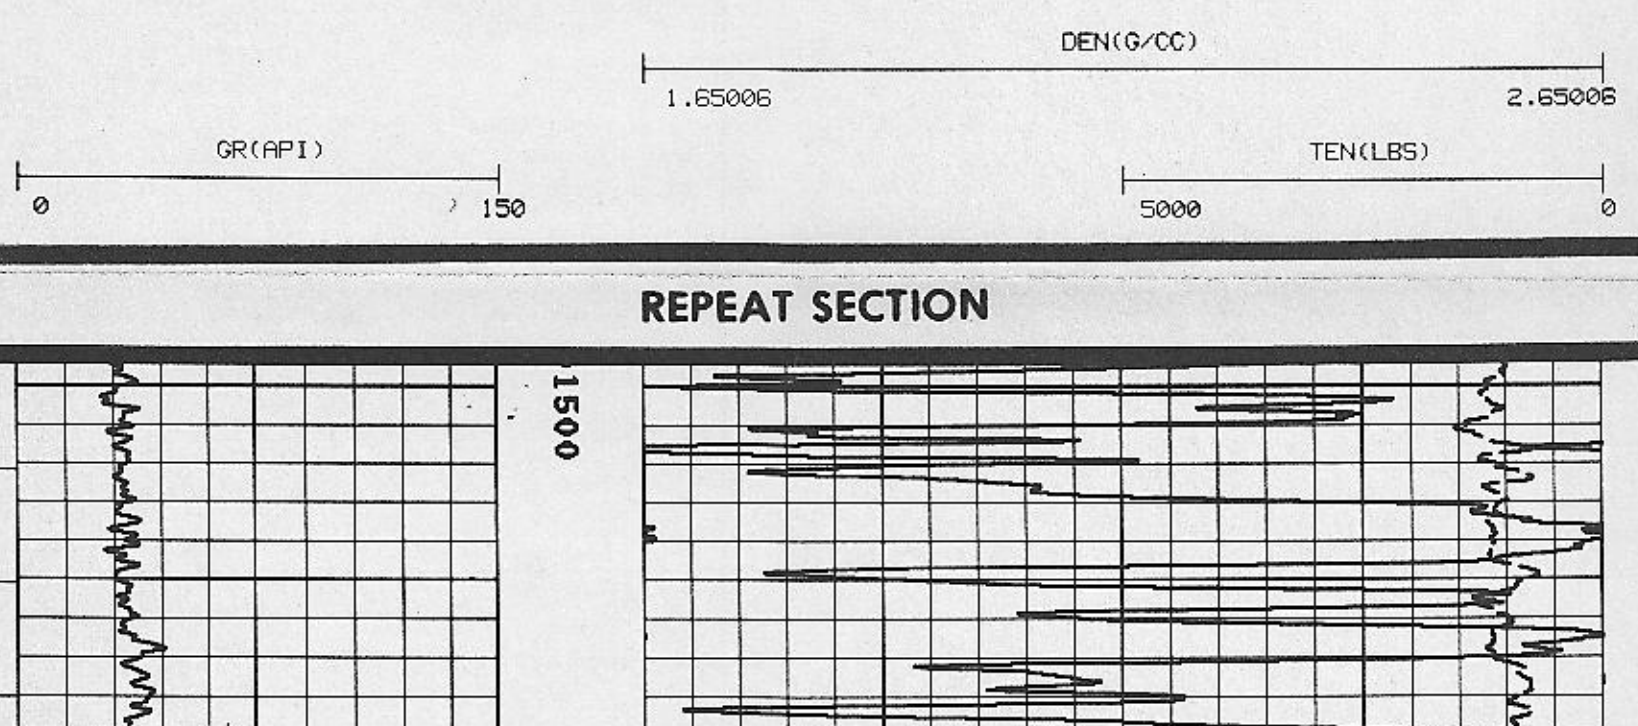 DEN(G/CC)
1.65006 2.65006
GR(API) TEN(LBS)
0 150 5000 0
REPEAT SECTION
1500